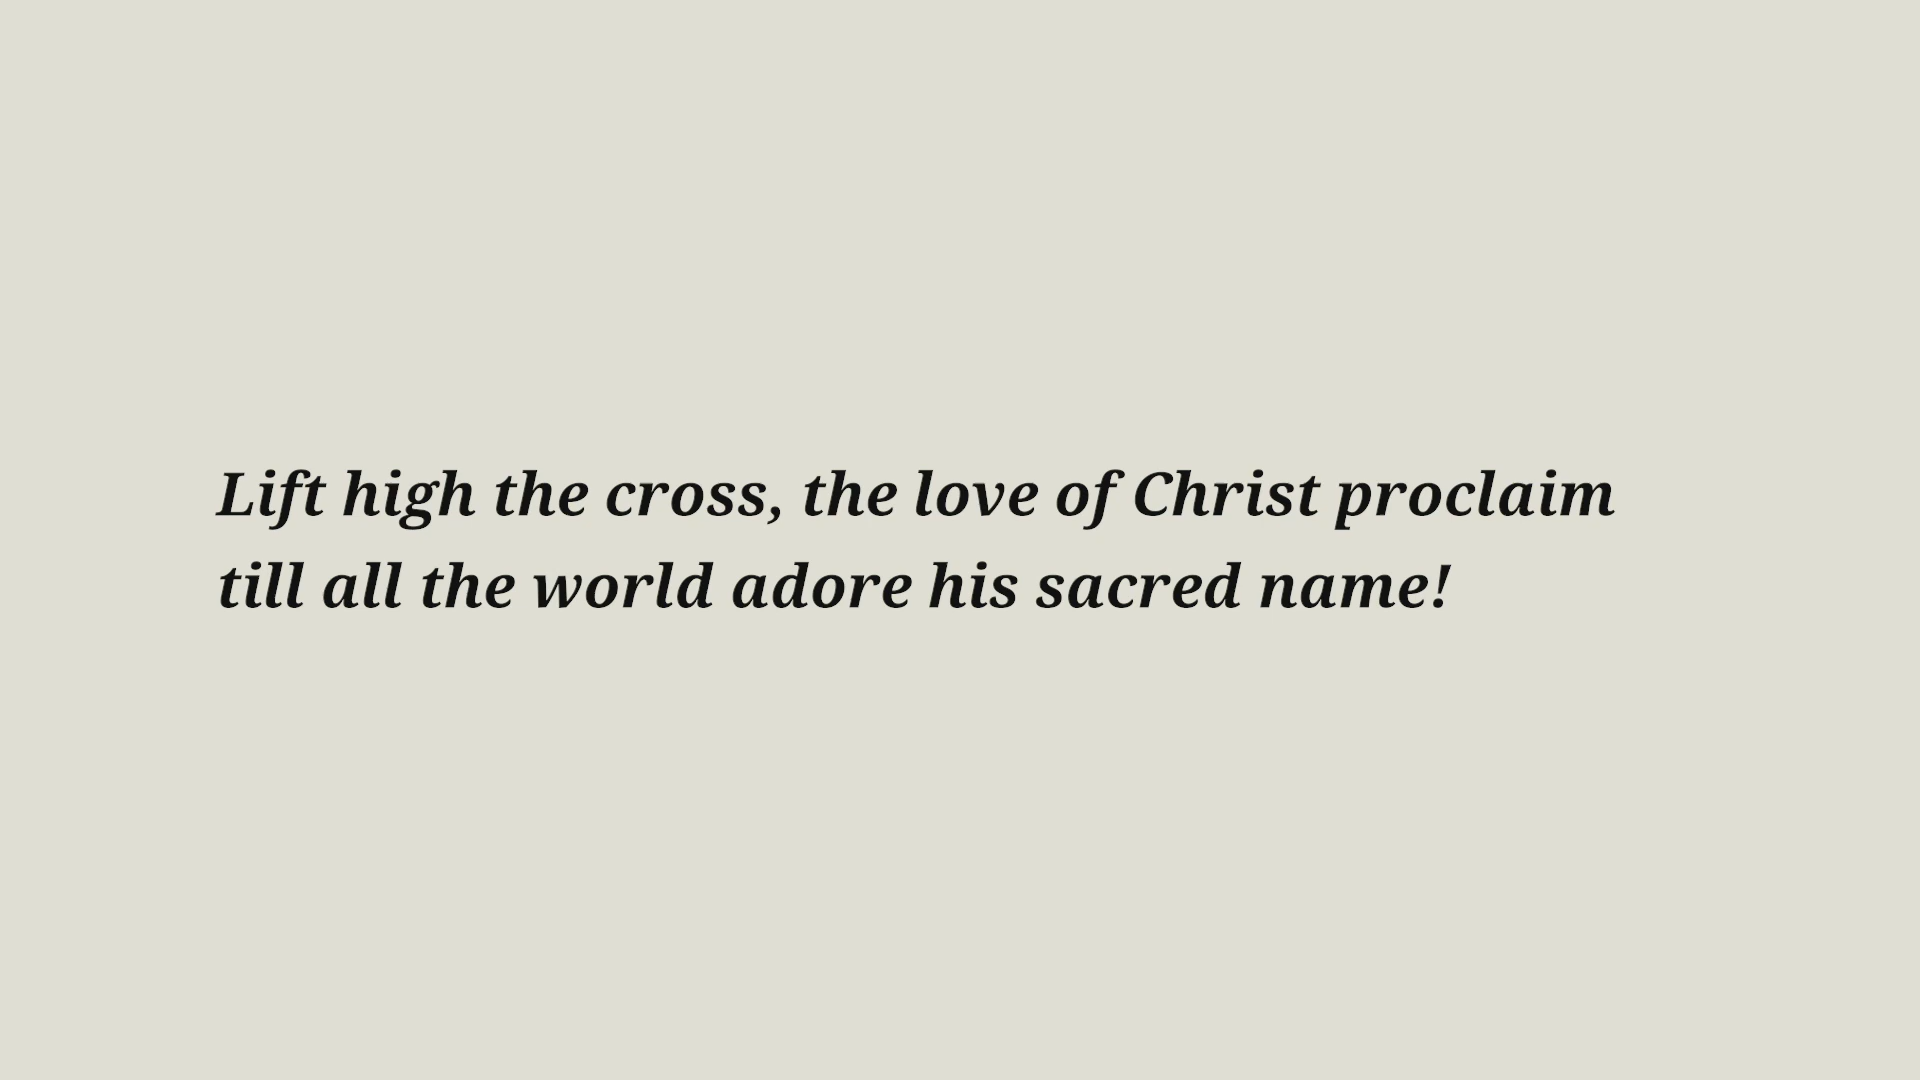 Lift high the cross, the love of Christ proclaim
till all the world adore his sacred name!